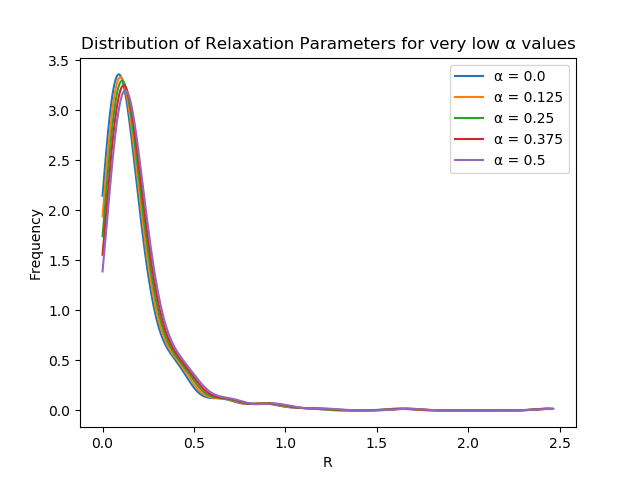 Distribution of Relaxation Parameters for very low α values
3.5
3.0
2.5
2.0
1.5
1.0
0.5
0.0
Frequency
α = 0.0
α = 0.125
α = 0.25
α = 0.375
α = 0.5
0.0 0.5 1.0 1.5 2.0 2.5
R